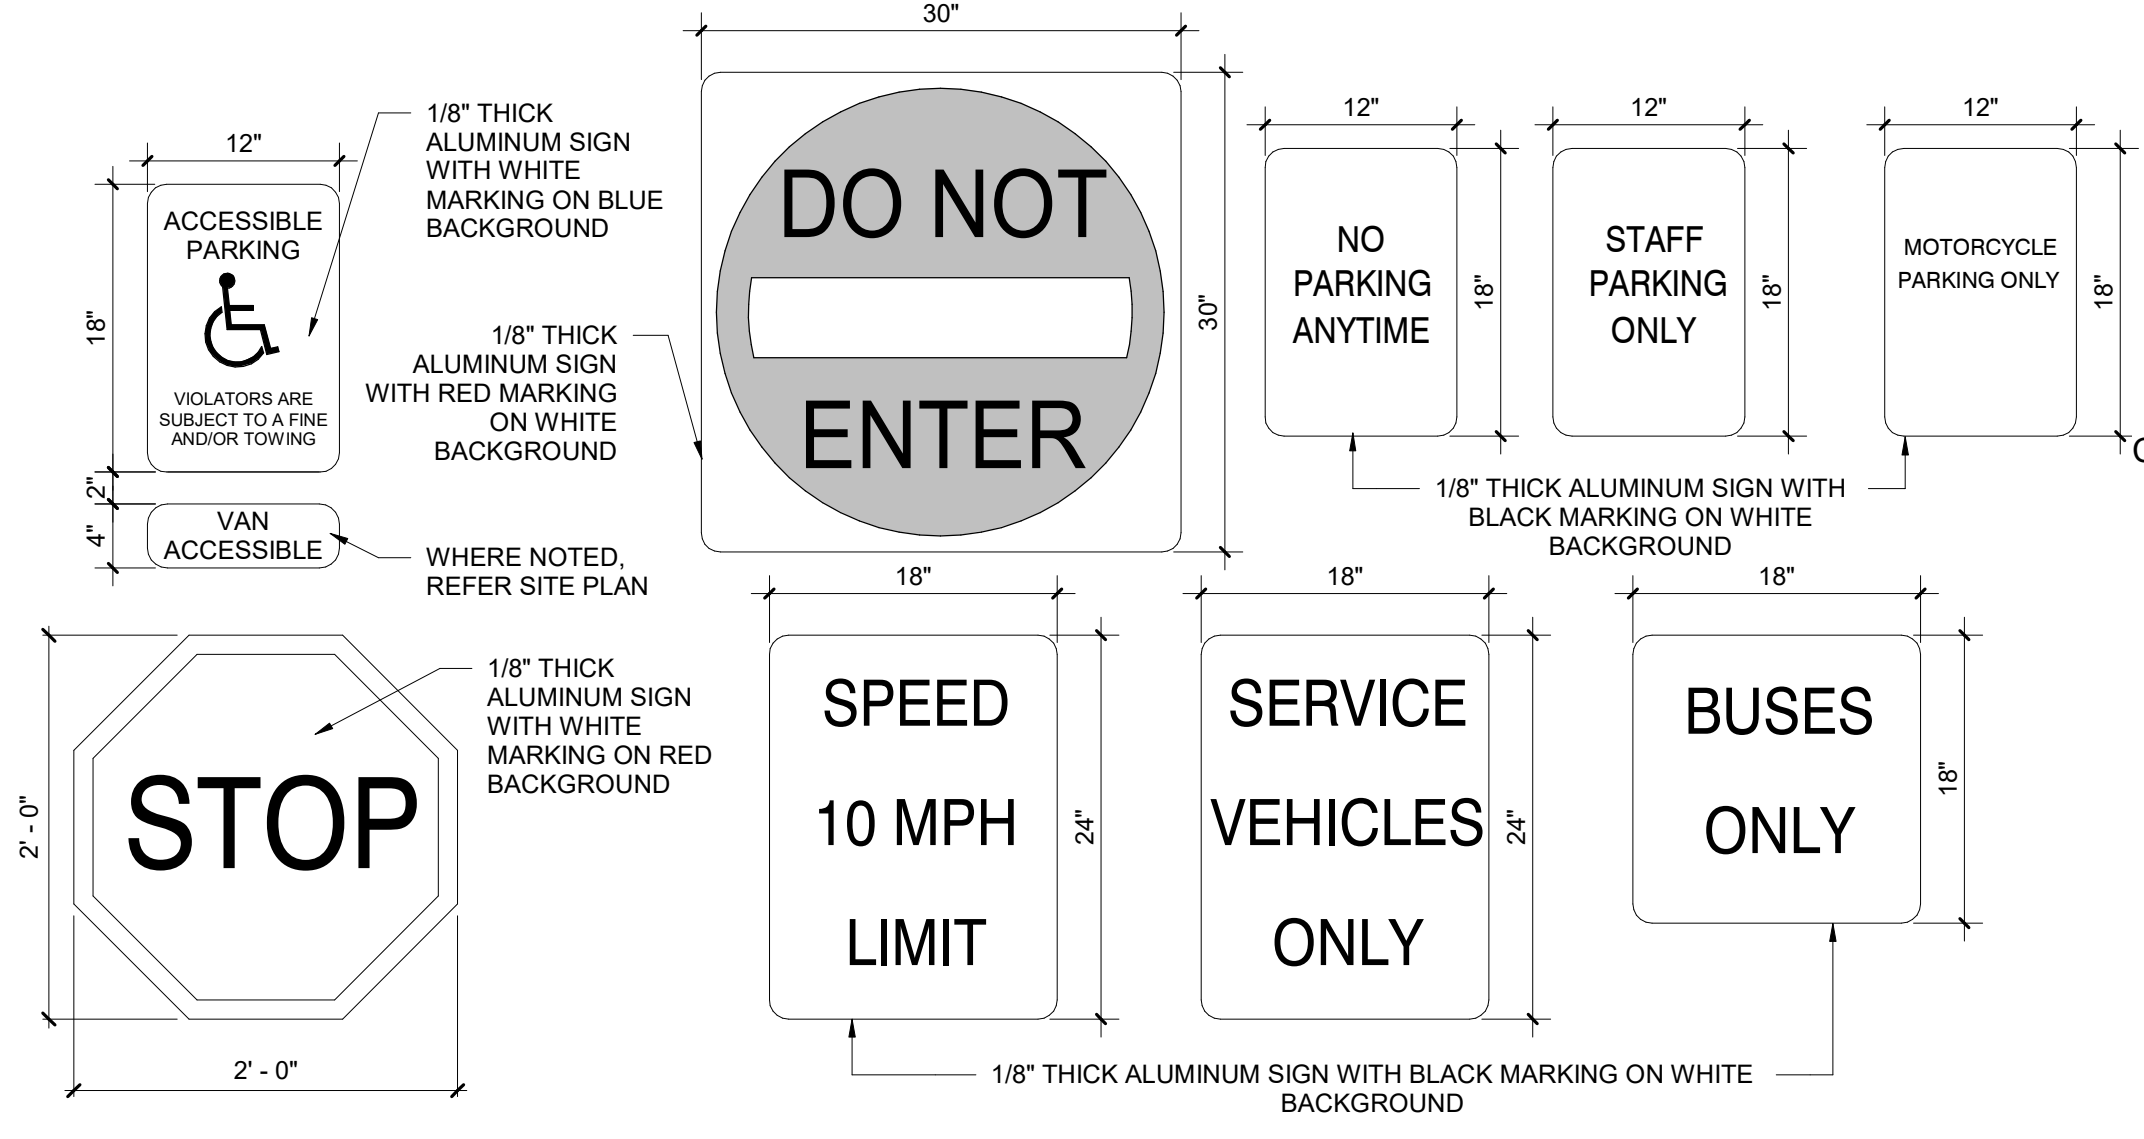 12"
18"
2"
4"
ACCESSIBLE
PARKING
VIOLATORS ARE
SUBJECT TO A FINE
AND/OR TOWING
VAN
ACCESSIBLE
1/8" THICK
ALUMINUM SIGN
WITH WHITE
MARKING ON BLUE
BACKGROUND
WHERE NOTED,
REFER SITE PLAN
30"
30"
DO NOT
ENTER
1/8" THICK
ALUMINUM SIGN
WITH RED MARKING
ON WHITE
BACKGROUND
12"
18"
NO
PARKING
ANYTIME
12"
18"
STAFF
PARKING
ONLY
12"
18"
MOTORCYCLE
PARKING ONLY
1/8" THICK ALUMINUM SIGN WITH
BLACK MARKING ON WHITE
BACKGROUND
2' - 0"
2' - 0"
STOP
1/8" THICK
ALUMINUM SIGN
WITH WHITE
MARKING ON RED
BACKGROUND
18"
24"
SPEED
10 MPH
LIMIT
18"
24"
SERVICE
VEHICLES
ONLY
18"
18"
BUSES
ONLY
1/8" THICK ALUMINUM SIGN WITH BLACK MARKING ON WHITE
BACKGROUND